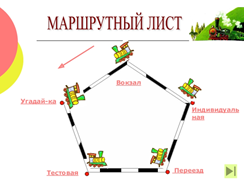 МАРШРУТНЫЙ ЛИСТ
Вокзал
Угадай-ка
Индивидуаль
ная
Тестовая
Переезд